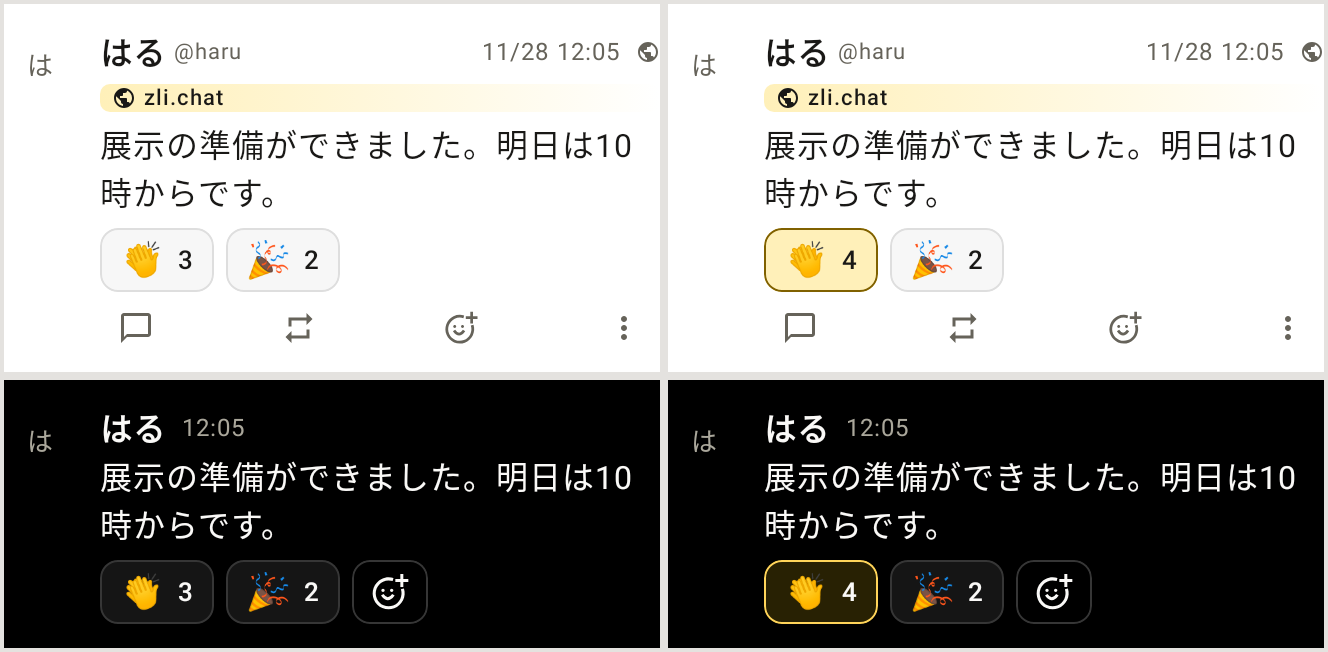 は はる @haru 11/28 12:05
zli.chat
展示の準備ができました。明日は10
時からです。
👏 3 🎉 2
は はる @haru 11/28 12:05
zli.chat
展示の準備ができました。明日は10
時からです。
👏 4 🎉 2
は はる 12:05
展示の準備ができました。明日は10
時からです。
👏 3 🎉 2
は はる 12:05
展示の準備ができました。明日は10
時からです。
👏 4 🎉 2